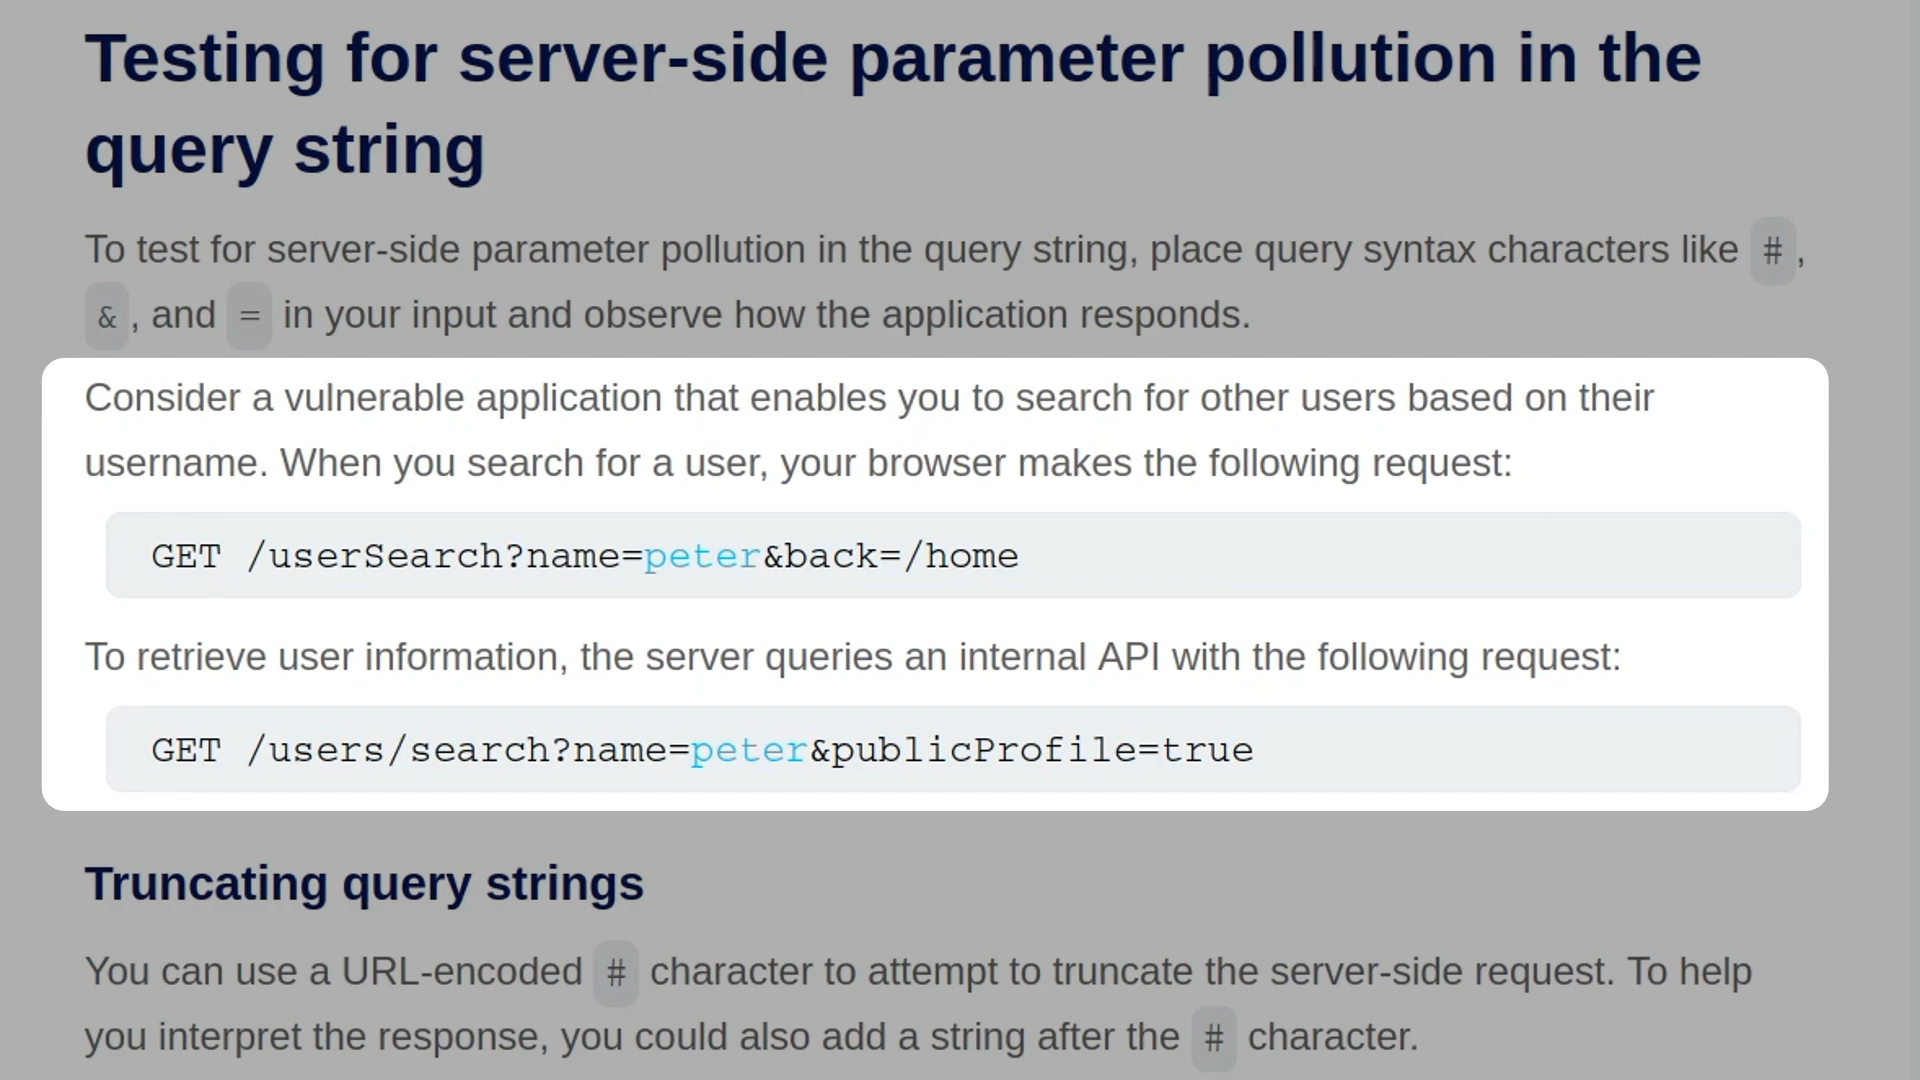 Testing for server-side parameter pollution in the
query string
To test for server-side parameter pollution in the query string, place query syntax characters like #,
&, and = in your input and observe how the application responds.
Consider a vulnerable application that enables you to search for other users based on their
username. When you search for a user, your browser makes the following request:
GET /userSearch?name=peter&back=/home
To retrieve user information, the server queries an internal API with the following request:
GET /users/search?name=peter&publicProfile=true
Truncating query strings
You can use a URL-encoded # character to attempt to truncate the server-side request. To help
you interpret the response, you could also add a string after the # character.